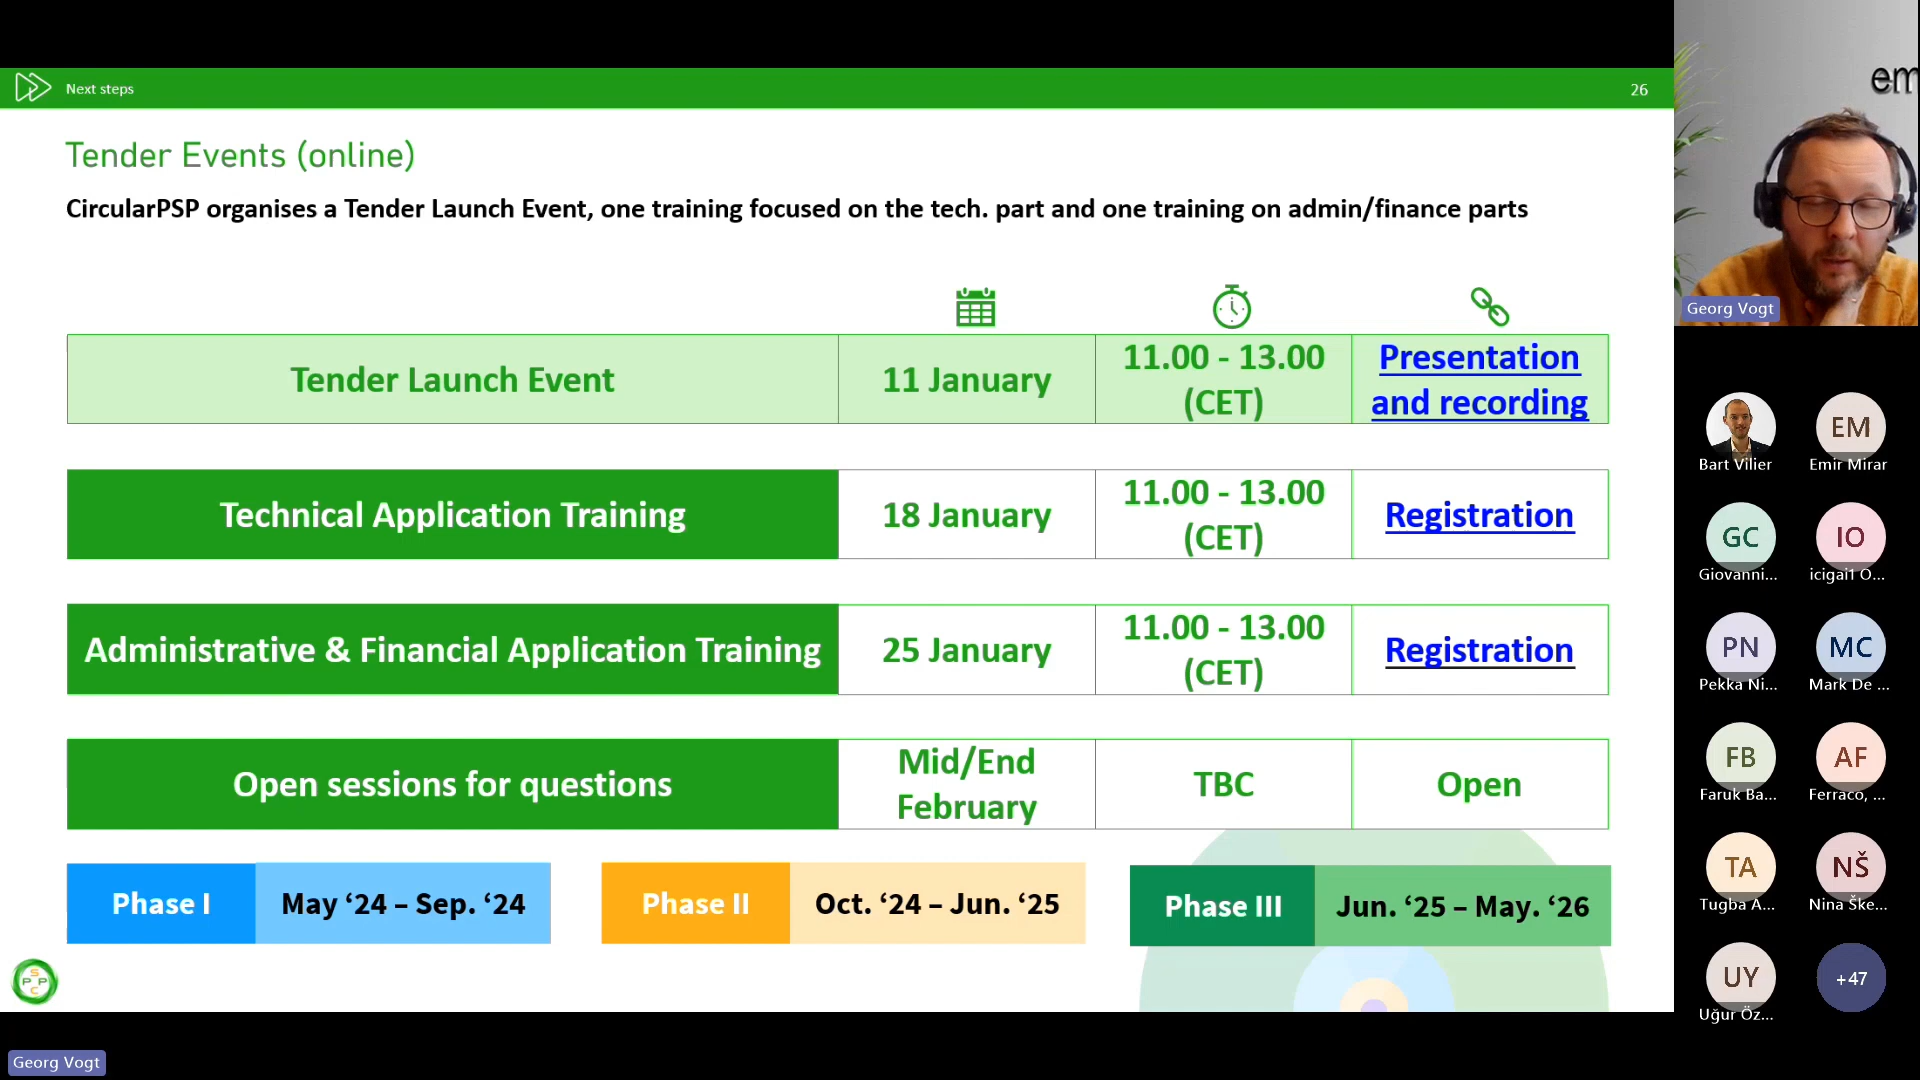 Next steps
26
Tender Events (online)
CircularPSP organises a Tender Launch Event, one training focused on the tech. part and one training on admin/finance parts
Tender Launch Event
11 January
11.00 - 13.00
(CET)
Presentation
and recording
Technical Application Training
18 January
11.00 - 13.00
(CET)
Registration
Administrative & Financial Application Training
25 January
11.00 - 13.00
(CET)
Registration
Open sessions for questions
Mid/End
February
TBC
Open
Phase I
May ‘24 – Sep. ‘24
Phase II
Oct. ‘24 – Jun. ‘25
Phase III
Jun. ‘25 – May. ‘26
S
P P
C
Georg Vogt
em
Georg Vogt
Bart Vilier
EM
Emir Mirar
GC
Giovanni...
IO
icigai1 O...
PN
Pekka Ni...
MC
Mark De ...
FB
Faruk Ba...
AF
Ferraco, ...
TA
Tugba A...
NŠ
Nina Ške...
UY
Uğur Öz...
+47